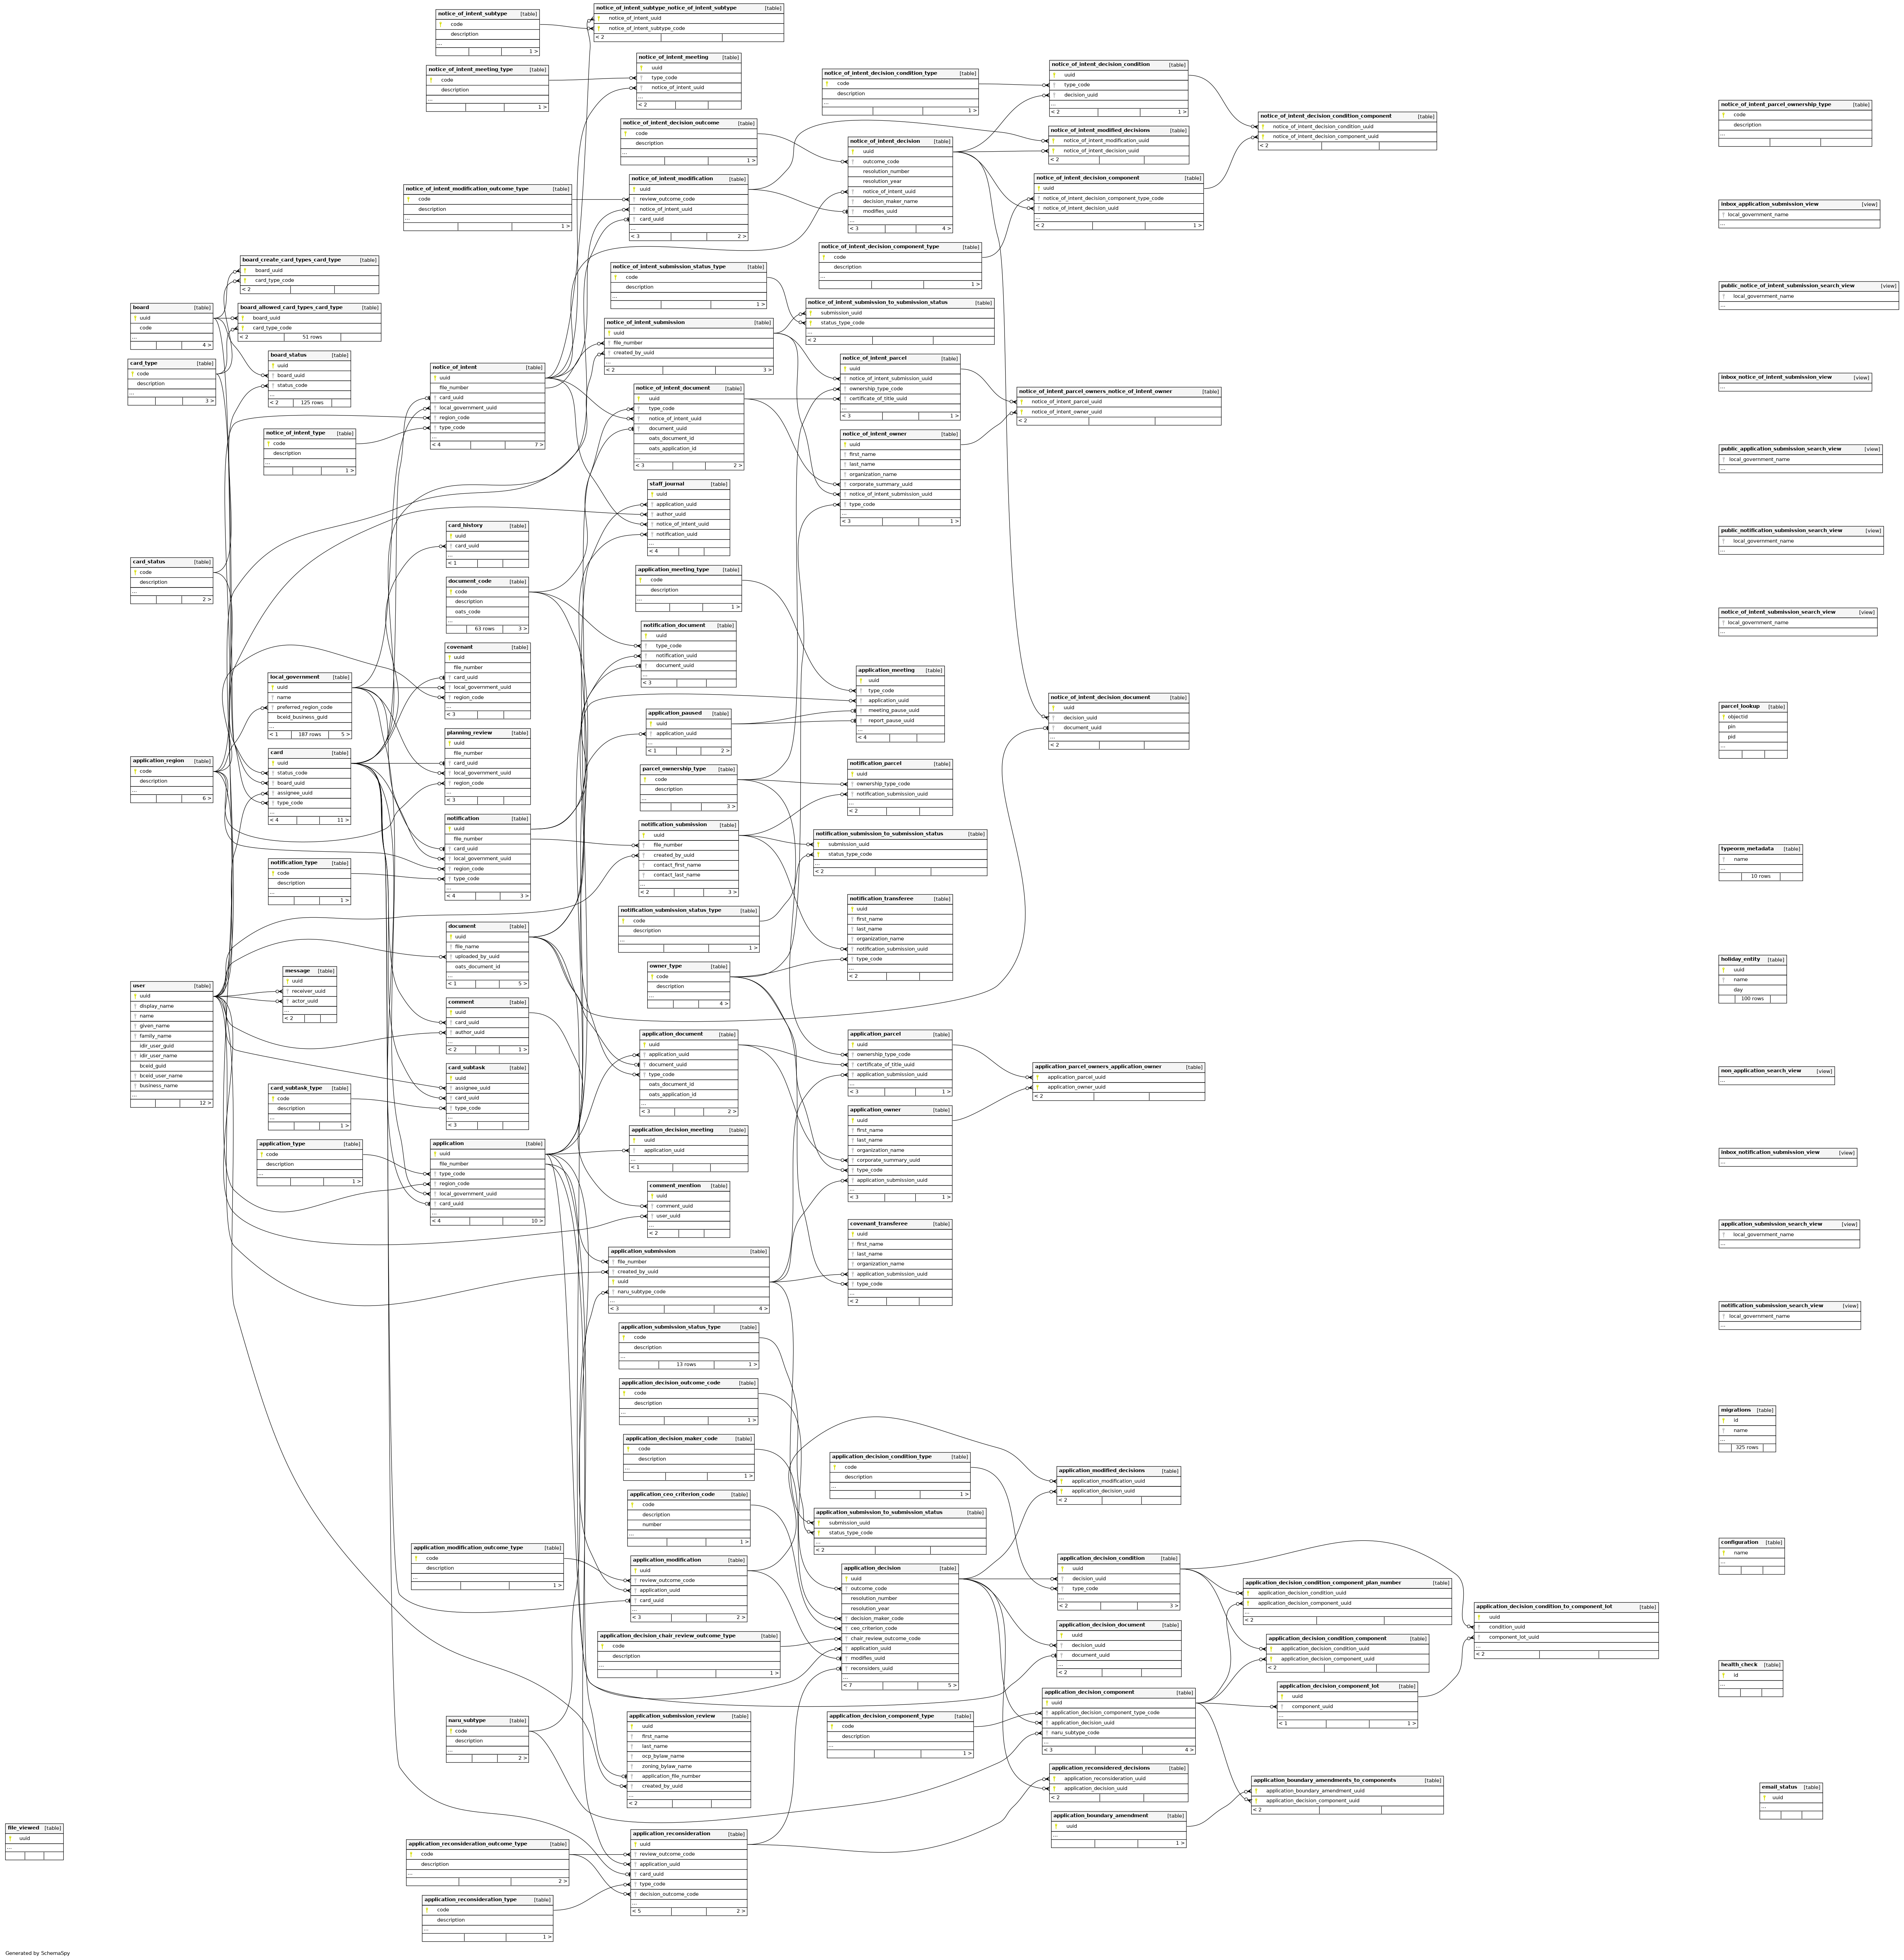 notice_of_intent_subtype [table]
code
description
...
1 >
notice_of_intent_subtype_notice_of_intent_subtype [table]
notice_of_intent_uuid
notice_of_intent_subtype_code
< 2
notice_of_intent_meeting_type [table]
code
description
...
1 >
notice_of_intent_meeting [table]
uuid
type_code
notice_of_intent_uuid
...
< 2
notice_of_intent_decision_condition_type [table]
code
description
...
1 >
notice_of_intent_decision_condition [table]
uuid
type_code
decision_uuid
...
< 2 1 >
notice_of_intent_parcel_ownership_type [table]
code
description
...
notice_of_intent_decision_condition_component [table]
notice_of_intent_decision_condition_uuid
notice_of_intent_decision_component_uuid
< 2
notice_of_intent_decision_outcome [table]
code
description
...
1 >
notice_of_intent_modified_decisions [table]
notice_of_intent_modification_uuid
notice_of_intent_decision_uuid
< 2
notice_of_intent_decision [table]
uuid
outcome_code
resolution_number
resolution_year
notice_of_intent_uuid
decision_maker_name
modifies_uuid
...
< 3 4 >
notice_of_intent_modification_outcome_type [table]
code
description
...
1 >
notice_of_intent_modification [table]
uuid
review_outcome_code
notice_of_intent_uuid
card_uuid
...
< 3 2 >
notice_of_intent_decision_component [table]
uuid
notice_of_intent_decision_component_type_code
notice_of_intent_decision_uuid
...
< 2 1 >
inbox_application_submission_view [view]
local_government_name
...
notice_of_intent_decision_component_type [table]
code
description
...
1 >
board_create_card_types_card_type [table]
board_uuid
card_type_code
< 2
notice_of_intent_submission_status_type [table]
code
description
...
1 >
public_notice_of_intent_submission_search_view [view]
local_government_name
...
board [table]
uuid
code
...
4 >
board_allowed_card_types_card_type [table]
board_uuid
card_type_code
< 2 51 rows
notice_of_intent_submission_to_submission_status [table]
submission_uuid
status_type_code
...
< 2
notice_of_intent_submission [table]
uuid
file_number
created_by_uuid
...
< 2 3 >
card_type [table]
code
description
...
3 >
board_status [table]
uuid
board_uuid
status_code
...
< 2 125 rows
notice_of_intent [table]
uuid
file_number
card_uuid
local_government_uuid
region_code
type_code
...
< 4 7 >
notice_of_intent_parcel [table]
uuid
notice_of_intent_submission_uuid
ownership_type_code
certificate_of_title_uuid
...
< 3 1 >
inbox_notice_of_intent_submission_view [view]
...
notice_of_intent_document [table]
uuid
type_code
notice_of_intent_uuid
document_uuid
oats_document_id
oats_application_id
...
< 3 2 >
notice_of_intent_parcel_owners_notice_of_intent_owner [table]
notice_of_intent_parcel_uuid
notice_of_intent_owner_uuid
< 2
notice_of_intent_type [table]
code
description
...
1 >
notice_of_intent_owner [table]
uuid
first_name
last_name
organization_name
corporate_summary_uuid
notice_of_intent_submission_uuid
type_code
...
< 3 1 >
public_application_submission_search_view [view]
local_government_name
...
staff_journal [table]
uuid
application_uuid
author_uuid
notice_of_intent_uuid
notification_uuid
...
< 4
card_history [table]
uuid
card_uuid
...
< 1
public_notification_submission_search_view [view]
local_government_name
...
card_status [table]
code
description
...
2 >
document_code [table]
code
description
oats_code
...
63 rows 3 >
application_meeting_type [table]
code
description
...
1 >
notice_of_intent_submission_search_view [view]
local_government_name
...
notification_document [table]
uuid
type_code
notification_uuid
document_uuid
...
< 3
covenant [table]
uuid
file_number
card_uuid
local_government_uuid
region_code
...
< 3
local_government [table]
uuid
name
preferred_region_code
bceid_business_guid
...
< 1 187 rows 5 >
application_meeting [table]
uuid
type_code
application_uuid
meeting_pause_uuid
report_pause_uuid
...
< 4
notice_of_intent_decision_document [table]
uuid
decision_uuid
document_uuid
...
< 2
parcel_lookup [table]
objectid
pin
pid
...
application_paused [table]
uuid
application_uuid
...
< 1 2 >
planning_review [table]
uuid
file_number
card_uuid
local_government_uuid
region_code
...
< 3
card [table]
uuid
status_code
board_uuid
assignee_uuid
type_code
...
< 4 11 >
application_region [table]
code
description
...
6 >
parcel_ownership_type [table]
code
description
...
3 >
notification_parcel [table]
uuid
ownership_type_code
notification_submission_uuid
...
< 2
notification [table]
uuid
file_number
card_uuid
local_government_uuid
region_code
type_code
...
< 4 3 >
notification_submission [table]
uuid
file_number
created_by_uuid
contact_first_name
contact_last_name
...
< 2 3 >
notification_submission_to_submission_status [table]
submission_uuid
status_type_code
...
< 2
typeorm_metadata [table]
name
...
10 rows
notification_type [table]
code
description
...
1 >
notification_transferee [table]
uuid
first_name
last_name
organization_name
notification_submission_uuid
type_code
...
< 2
notification_submission_status_type [table]
code
description
...
1 >
document [table]
uuid
file_name
uploaded_by_uuid
oats_document_id
...
< 1 5 >
holiday_entity [table]
uuid
name
day
100 rows
owner_type [table]
code
description
...
4 >
message [table]
uuid
receiver_uuid
actor_uuid
...
< 2
user [table]
uuid
display_name
name
given_name
family_name
idir_user_guid
idir_user_name
bceid_guid
bceid_user_name
business_name
...
12 >
comment [table]
uuid
card_uuid
author_uuid
...
< 2 1 >
application_document [table]
uuid
application_uuid
document_uuid
type_code
oats_document_id
oats_application_id
...
< 3 2 >
application_parcel [table]
uuid
ownership_type_code
certificate_of_title_uuid
application_submission_uuid
...
< 3 1 >
application_parcel_owners_application_owner [table]
application_parcel_uuid
application_owner_uuid
< 2
non_application_search_view [view]
...
card_subtask [table]
uuid
assignee_uuid
card_uuid
type_code
...
< 3
card_subtask_type [table]
code
description
...
1 >
application_owner [table]
uuid
first_name
last_name
organization_name
corporate_summary_uuid
type_code
application_submission_uuid
...
< 3 1 >
application_decision_meeting [table]
uuid
application_uuid
...
< 1
application_type [table]
code
description
...
1 >
application [table]
uuid
file_number
type_code
region_code
local_government_uuid
card_uuid
...
< 4 10 >
inbox_notification_submission_view [view]
...
comment_mention [table]
uuid
comment_uuid
user_uuid
...
< 2
covenant_transferee [table]
uuid
first_name
last_name
organization_name
application_submission_uuid
type_code
...
< 2
application_submission_search_view [view]
local_government_name
...
application_submission [table]
file_number
created_by_uuid
uuid
naru_subtype_code
...
< 3 4 >
notification_submission_search_view [view]
local_government_name
...
application_submission_status_type [table]
code
description
...
13 rows 1 >
application_decision_outcome_code [table]
code
description
...
1 >
migrations [table]
id
name
...
325 rows
application_decision_maker_code [table]
code
description
...
1 >
application_decision_condition_type [table]
code
description
...
1 >
application_modified_decisions [table]
application_modification_uuid
application_decision_uuid
< 2
application_ceo_criterion_code [table]
code
description
number
...
1 >
application_submission_to_submission_status [table]
submission_uuid
status_type_code
...
< 2
configuration [table]
name
...
application_modification_outcome_type [table]
code
description
...
1 >
application_modification [table]
uuid
review_outcome_code
application_uuid
card_uuid
...
< 3 2 >
application_decision [table]
uuid
outcome_code
resolution_number
resolution_year
decision_maker_code
ceo_criterion_code
chair_review_outcome_code
application_uuid
modifies_uuid
reconsiders_uuid
...
< 7 5 >
application_decision_condition [table]
uuid
decision_uuid
type_code
...
< 2 3 >
application_decision_condition_component_plan_number [table]
application_decision_condition_uuid
application_decision_component_uuid
...
< 2
application_decision_condition_to_component_lot [table]
uuid
condition_uuid
component_lot_uuid
...
< 2
application_decision_document [table]
uuid
decision_uuid
document_uuid
...
< 2
application_decision_chair_review_outcome_type [table]
code
description
...
1 >
application_decision_condition_component [table]
application_decision_condition_uuid
application_decision_component_uuid
< 2
health_check [table]
id
...
application_decision_component_lot [table]
uuid
component_uuid
...
< 1 1 >
application_decision_component [table]
uuid
application_decision_component_type_code
application_decision_uuid
naru_subtype_code
...
< 3 4 >
naru_subtype [table]
code
description
...
2 >
application_submission_review [table]
uuid
first_name
last_name
ocp_bylaw_name
zoning_bylaw_name
application_file_number
created_by_uuid
...
< 2
application_decision_component_type [table]
code
description
...
1 >
application_reconsidered_decisions [table]
application_reconsideration_uuid
application_decision_uuid
< 2
application_boundary_amendments_to_components [table]
application_boundary_amendment_uuid
application_decision_component_uuid
< 2
email_status [table]
uuid
...
application_boundary_amendment [table]
uuid
...
1 >
file_viewed [table]
uuid
...
application_reconsideration_outcome_type [table]
code
description
...
2 >
application_reconsideration [table]
uuid
review_outcome_code
application_uuid
card_uuid
type_code
decision_outcome_code
...
< 5 2 >
application_reconsideration_type [table]
code
description
...
1 >
Generated by SchemaSpy